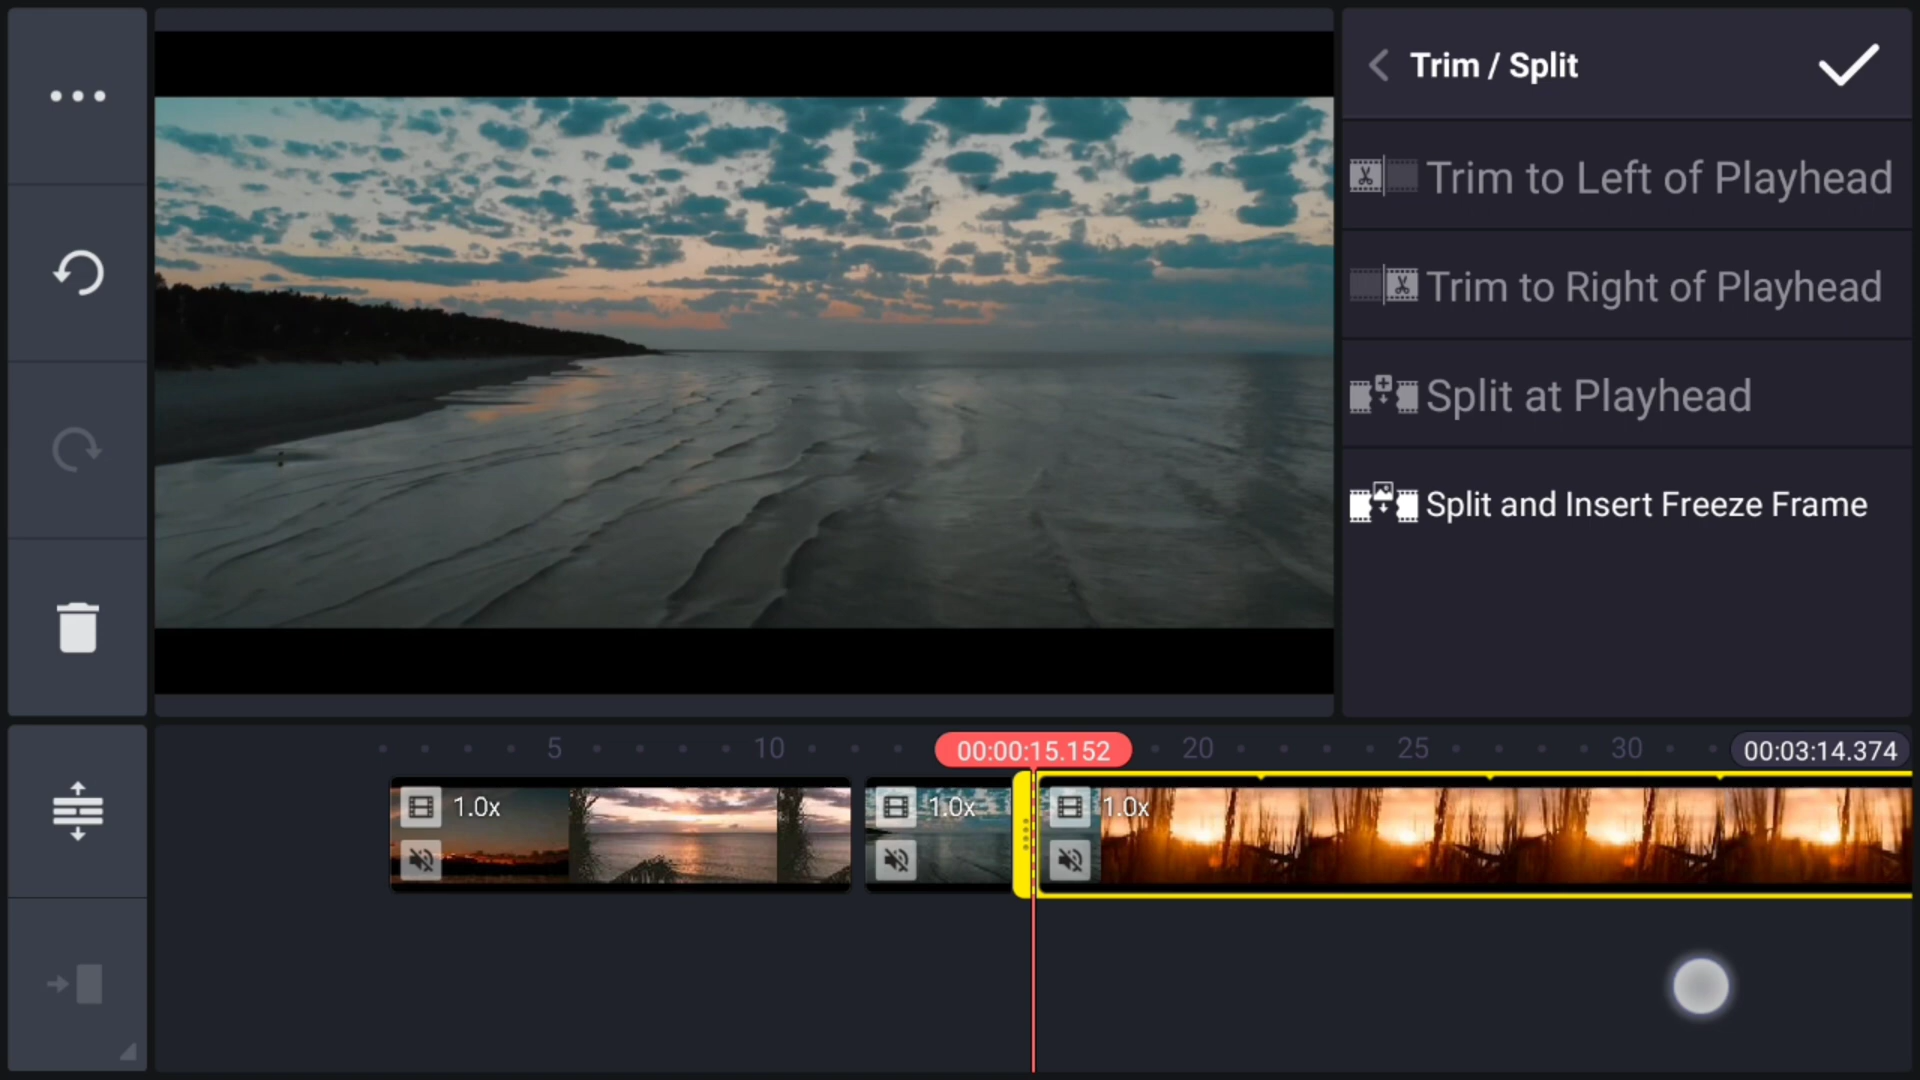 Trim / Split
Trim to Left of Playhead
Trim to Right of Playhead
Split at Playhead
Split and Insert Freeze Frame
5
10
00:00:15.152
20
25
30
00:03:14.374
1.0x
1.0x
1.0x